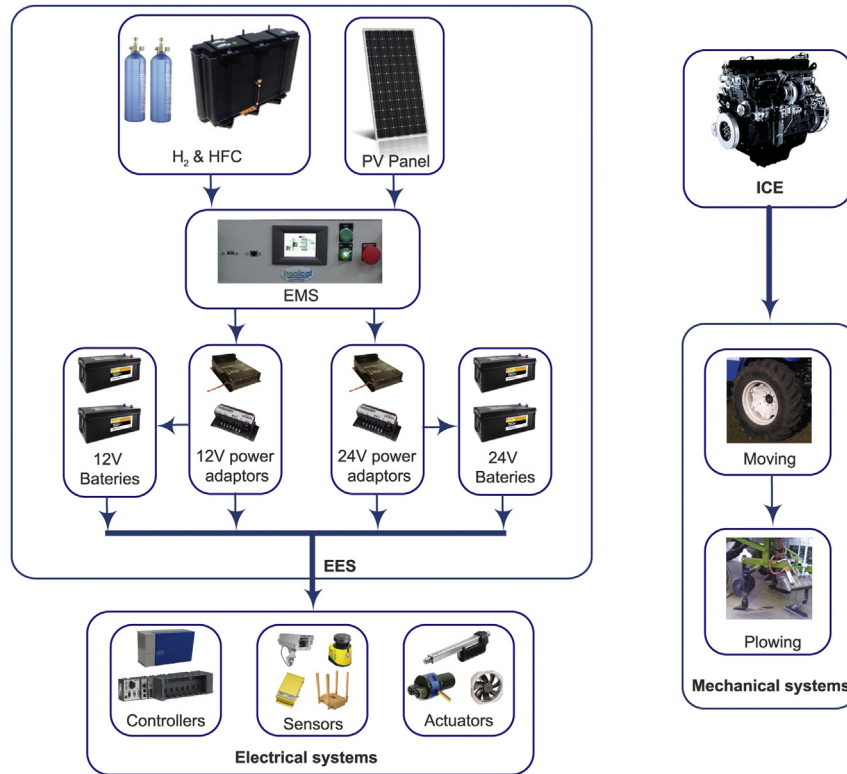 H₂ & HFC
PV Panel
ICE
EMS
12V
Bateries
12V power
adaptors
24V power
adaptors
24V
Bateries
Moving
EES
Plowing
Controllers
Sensors
Actuators
Mechanical systems
Electrical systems